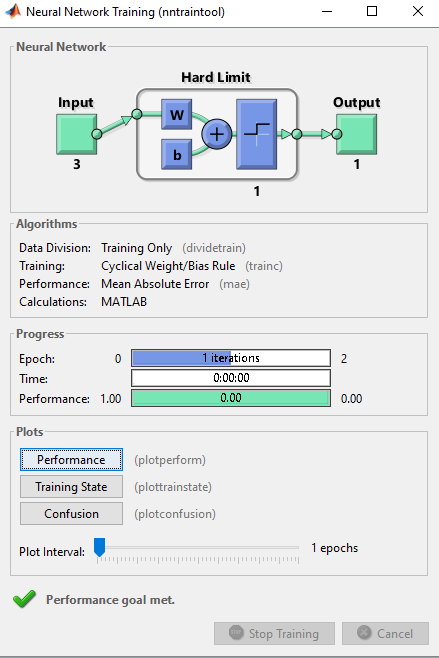 Neural Network Training (nntraintool)
Neural Network
Hard Limit
Input
Output
W
b
+
3
1
1
Algorithms
Data Division: Training Only (dividetrain)
Training: Cyclical Weight/Bias Rule (trainc)
Performance: Mean Absolute Error (mae)
Calculations: MATLAB
Progress
Epoch: 0 1 iterations 2
Time: 0:00:00
Performance: 1.00 0.00 0.00
Plots
Performance (plotperform)
Training State (plottrainstate)
Confusion (plotconfusion)
Plot Interval: 1 epochs
Performance goal met.
Stop Training Cancel